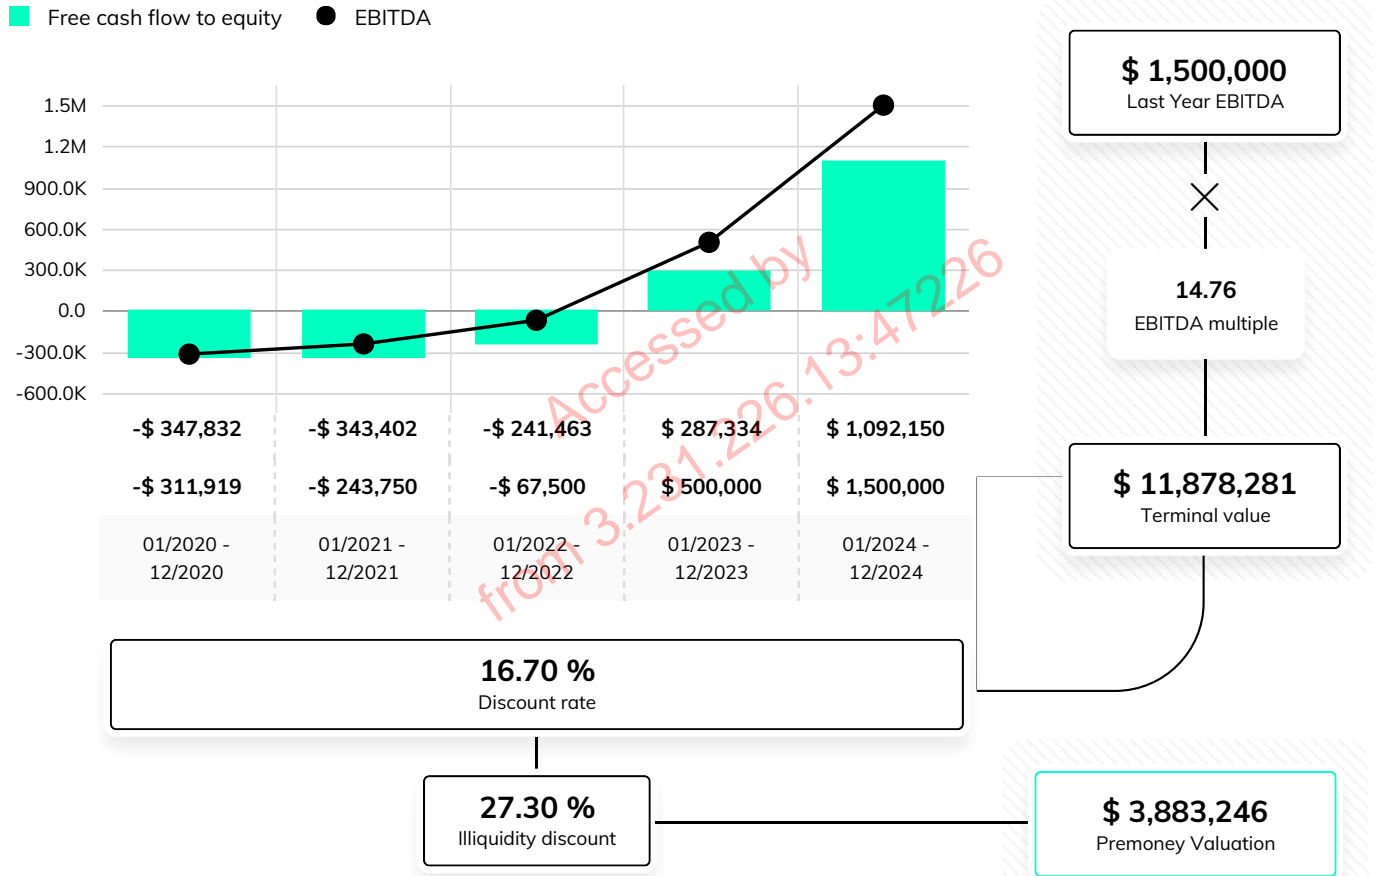 Free cash flow to equity
EBITDA
1.5M
1.2M
900.0K
600.0K
300.0K
0.0
-300.0K
-600.0K
-$ 347,832 -$ 343,402 -$ 241,463 $ 287,334 $ 1,092,150
-$ 311,919 -$ 243,750 -$ 67,500 $ 500,000 $ 1,500,000
01/2020 - 01/2021 - 01/2022 - 01/2023 - 01/2024 -
12/2020 12/2021 12/2022 12/2023 12/2024
Accessed by
from 3.231.226.13:47226
$ 1,500,000
Last Year EBITDA
14.76
EBITDA multiple
$ 11,878,281
Terminal value
16.70 %
Discount rate
27.30 %
Illiquidity discount
$ 3,883,246
Premoney Valuation